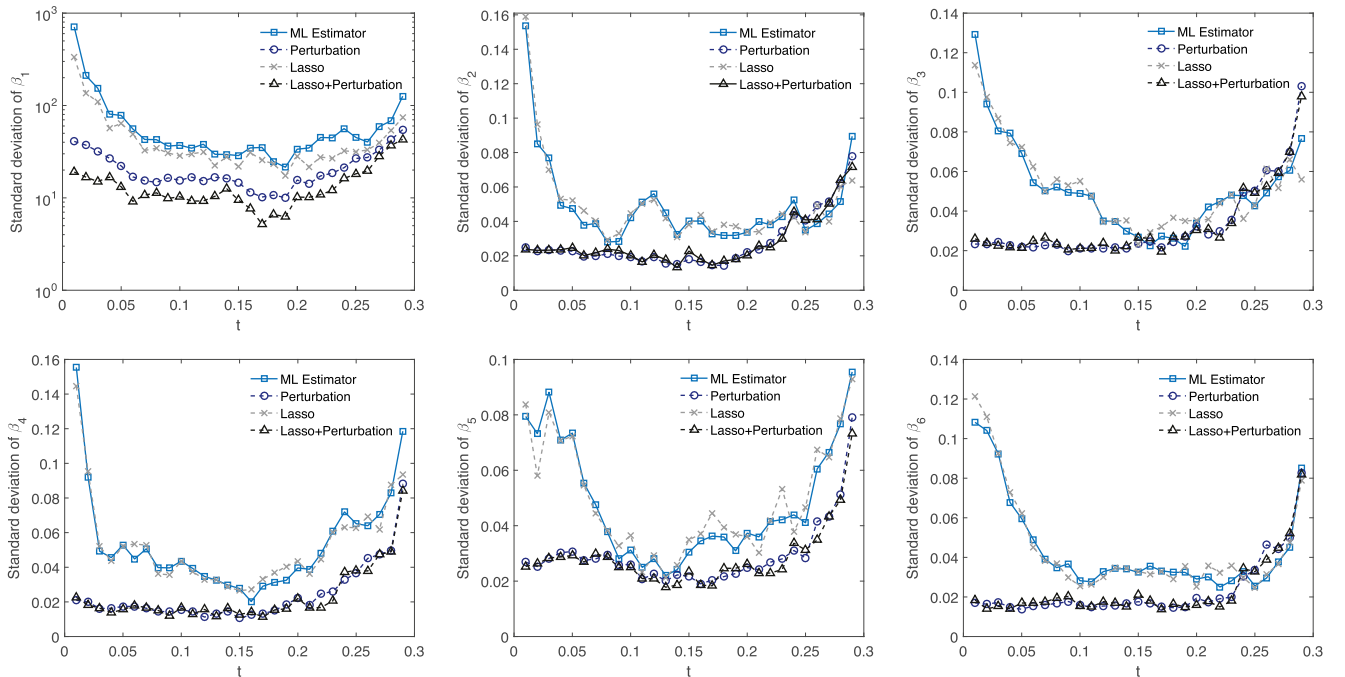 Standard deviation of β1
10^3
10^2
10^1
10^0
0
0.05
0.1
0.15
0.2
0.25
0.3
t
ML Estimator
Perturbation
Lasso
Lasso+Perturbation
Standard deviation of β2
0.16
0.14
0.12
0.1
0.08
0.06
0.04
0.02
0
0
0.05
0.1
0.15
0.2
0.25
0.3
t
ML Estimator
Perturbation
Lasso
Lasso+Perturbation
Standard deviation of β3
0.14
0.12
0.1
0.08
0.06
0.04
0.02
0
0
0.05
0.1
0.15
0.2
0.25
0.3
t
ML Estimator
Perturbation
Lasso
Lasso+Perturbation
Standard deviation of β4
0.16
0.14
0.12
0.1
0.08
0.06
0.04
0.02
0
0
0.05
0.1
0.15
0.2
0.25
0.3
t
ML Estimator
Perturbation
Lasso
Lasso+Perturbation
Standard deviation of β5
0.1
0.08
0.06
0.04
0.02
0
0
0.05
0.1
0.15
0.2
0.25
0.3
t
ML Estimator
Perturbation
Lasso
Lasso+Perturbation
Standard deviation of β6
0.14
0.12
0.1
0.08
0.06
0.04
0.02
0
0
0.05
0.1
0.15
0.2
0.25
0.3
t
ML Estimator
Perturbation
Lasso
Lasso+Perturbation